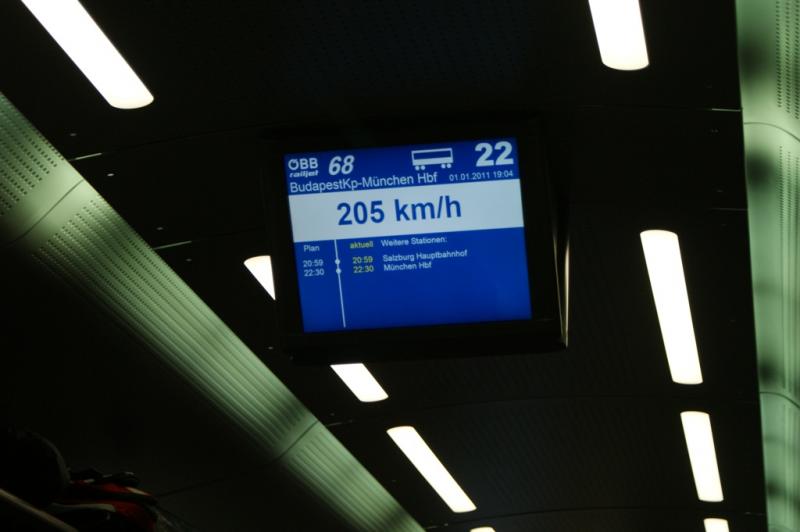 ÖBB 68 22
railjet
BudapestKp-München Hbf 01.01.2011 19:04
205 km/h
Plan aktuell Weitere Stationen:
20:59 20:59 Salzburg Hauptbahnhof
22:30 22:30 München Hbf